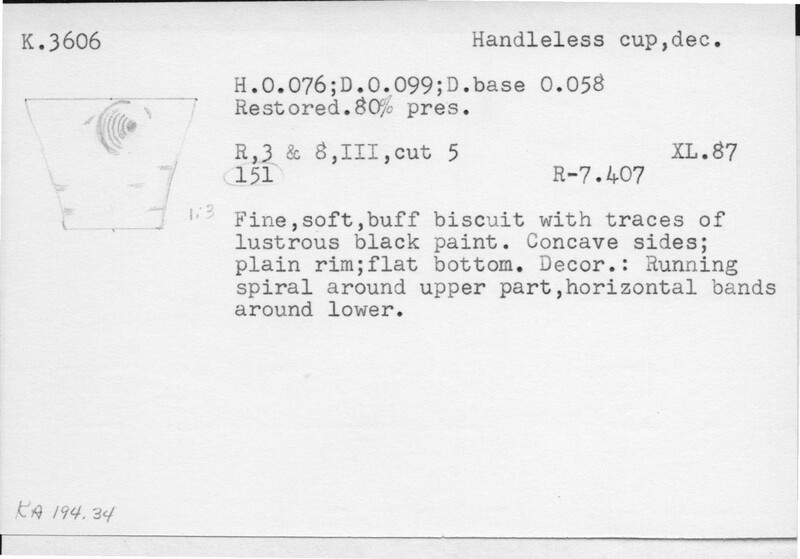 K.3606 Handleless cup,dec.
H.0.076;D.0.099;D.base 0.058
Restored.80% pres.
R,3 & 8,III,cut 5 XL.87
151 R-7.407
1:3
Fine,soft,buff biscuit with traces of
lustrous black paint. Concave sides;
plain rim;flat bottom. Decor.: Running
spiral around upper part,horizontal bands
around lower.
KA 194.34